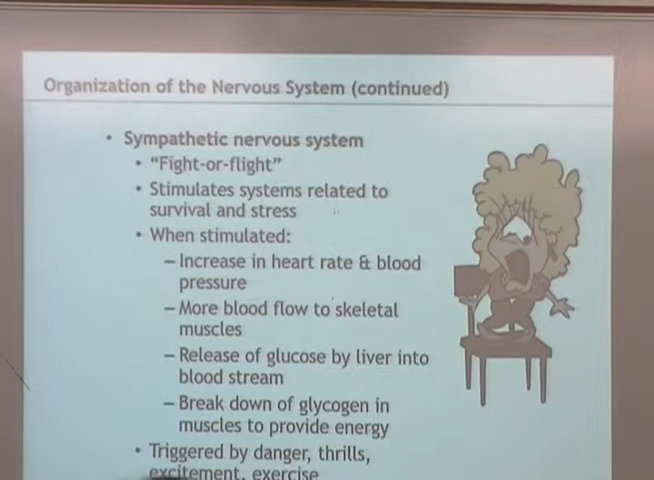 Organization of the Nervous System (continued)
• Sympathetic nervous system
• “Fight-or-flight”
• Stimulates systems related to
survival and stress
• When stimulated:
– Increase in heart rate & blood
pressure
– More blood flow to skeletal
muscles
– Release of glucose by liver into
blood stream
– Break down of glycogen in
muscles to provide energy
• Triggered by danger, thrills,
excitement, exercise